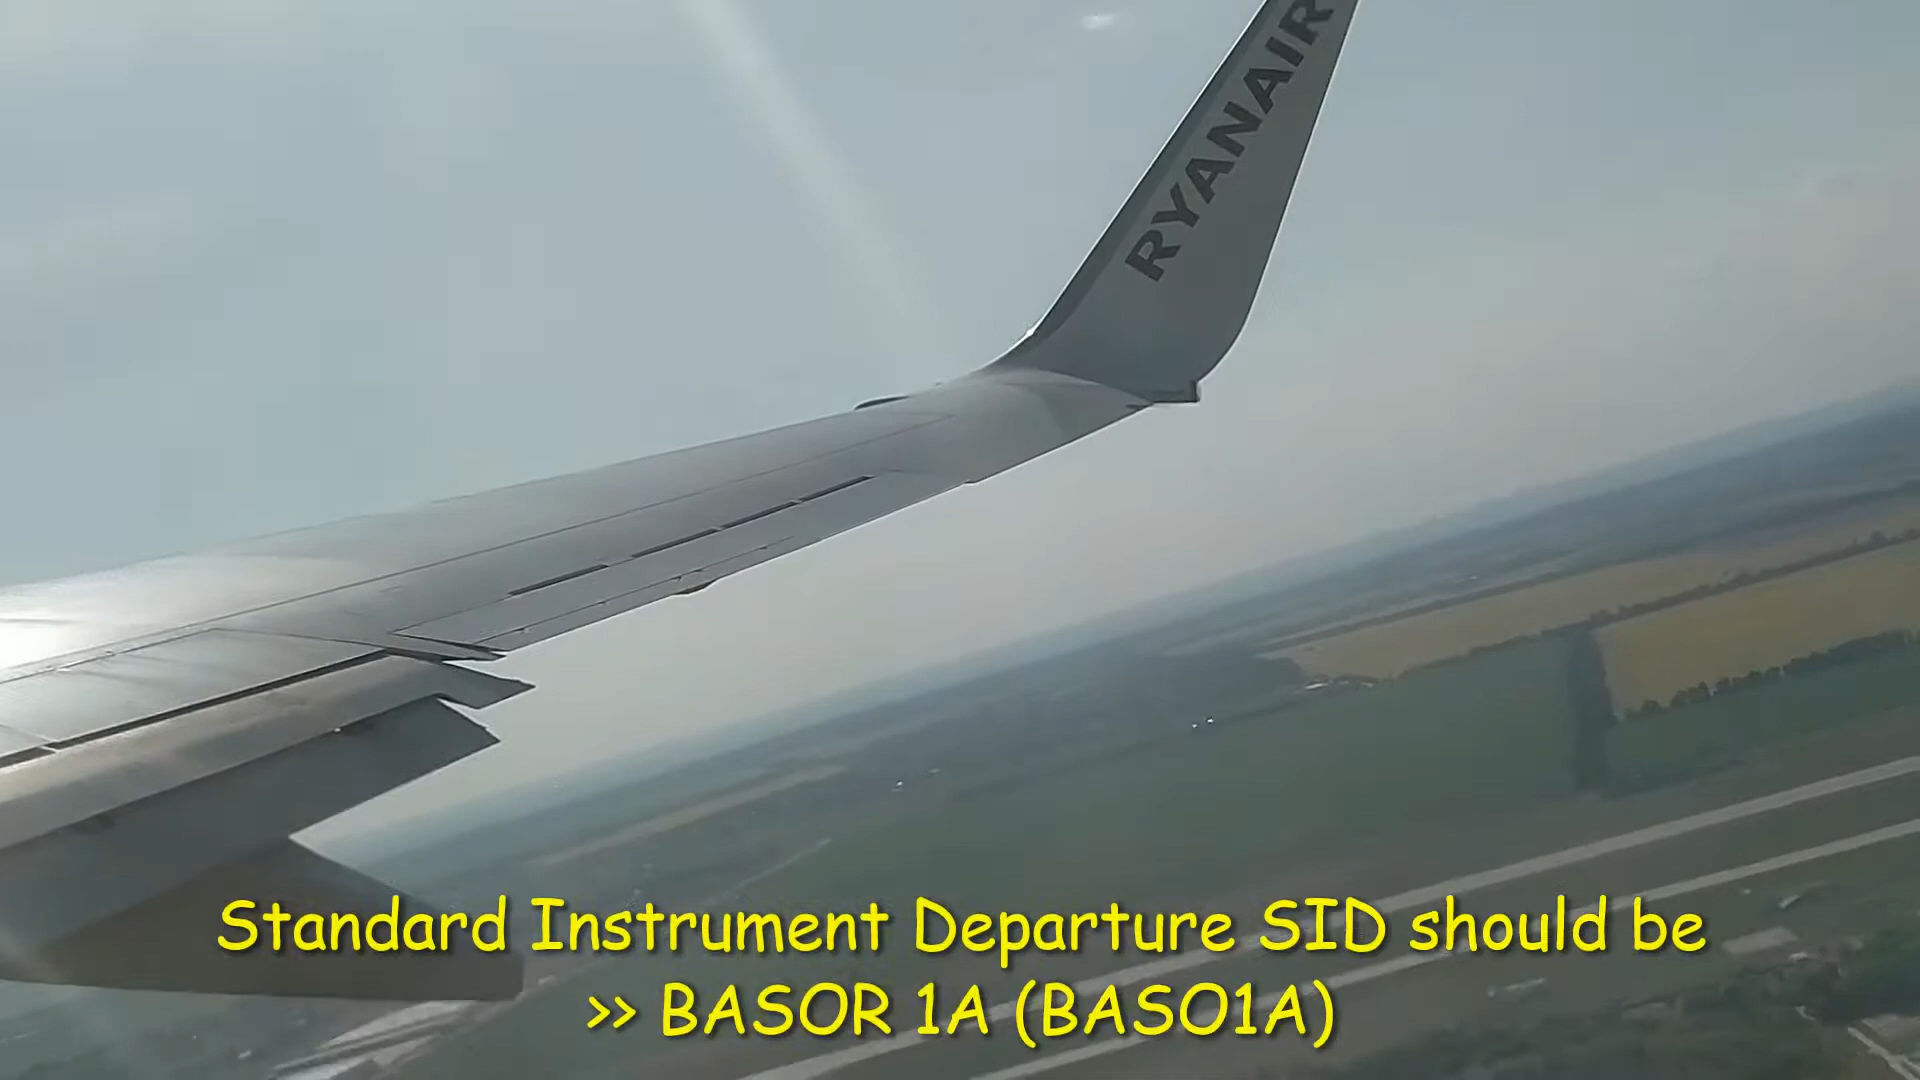 RYANAIR
Standard Instrument Departure SID should be
>> BASOR 1A (BASO1A)